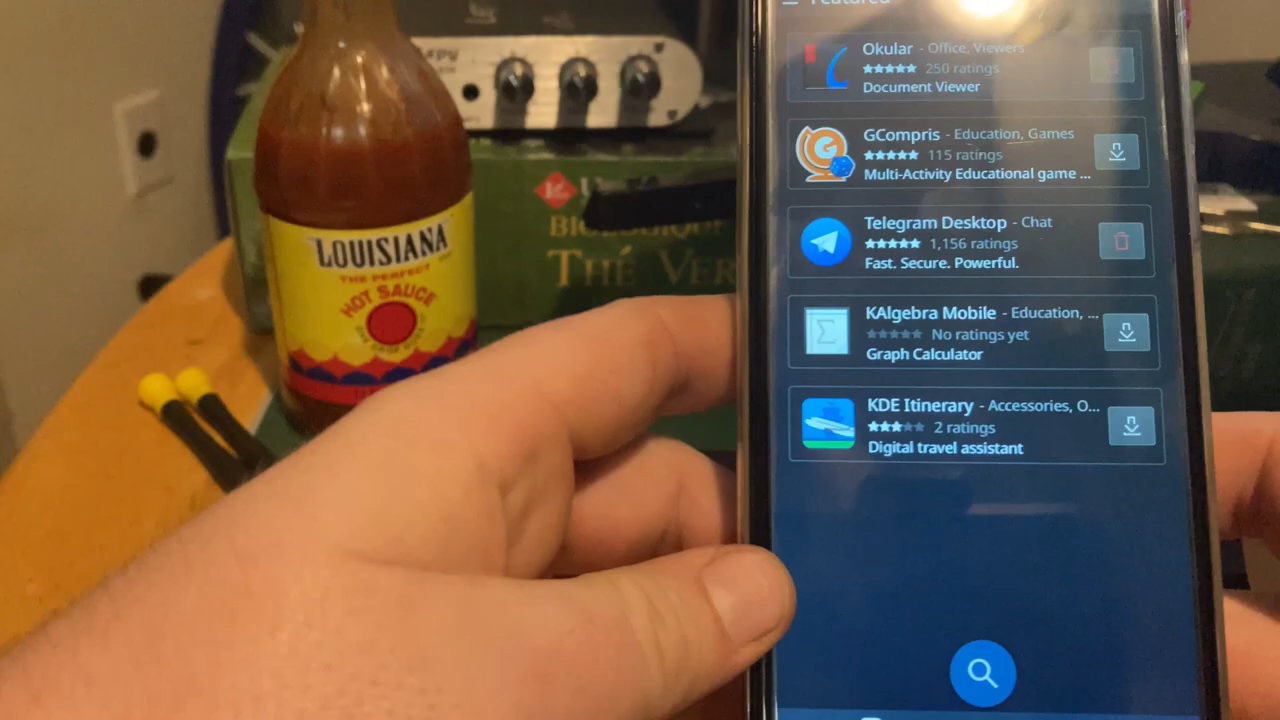 Featured
Okular - Office, Viewers
250 ratings
Document Viewer
GCompris - Education, Games
115 ratings
Multi-Activity Educational game ...
Telegram Desktop - Chat
1,156 ratings
Fast. Secure. Powerful.
KAlgebra Mobile - Education, ...
No ratings yet
Graph Calculator
KDE Itinerary - Accessories, O...
2 ratings
Digital travel assistant
LOUISIANA
THE PERFECT
HOT SAUCE
BIOLOGIQUE
THÉ VER